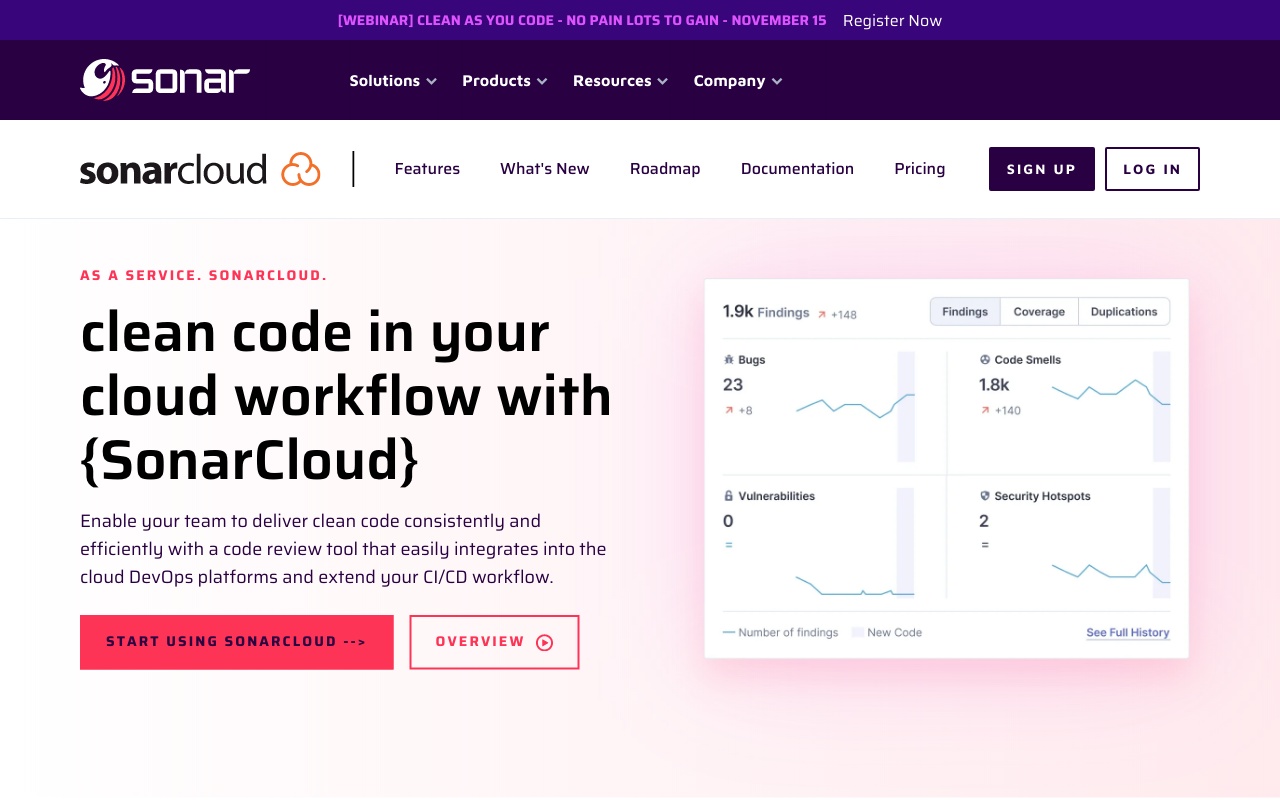 [WEBINAR] CLEAN AS YOU CODE - NO PAIN LOTS TO GAIN - NOVEMBER 15 Register Now
sonar Solutions Products Resources Company
sonarcloud Features What's New Roadmap Documentation Pricing SIGN UP LOG IN
AS A SERVICE. SONARCLOUD.
clean code in your
cloud workflow with
{SonarCloud}
Enable your team to deliver clean code consistently and
efficiently with a code review tool that easily integrates into the
cloud DevOps platforms and extend your CI/CD workflow.
START USING SONARCLOUD --> OVERVIEW
1.9k Findings +148 Findings Coverage Duplications
Bugs
23
+8
Code Smells
1.8k
+140
Vulnerabilities
0
=
Security Hotspots
2
=
Number of findings New Code See Full History